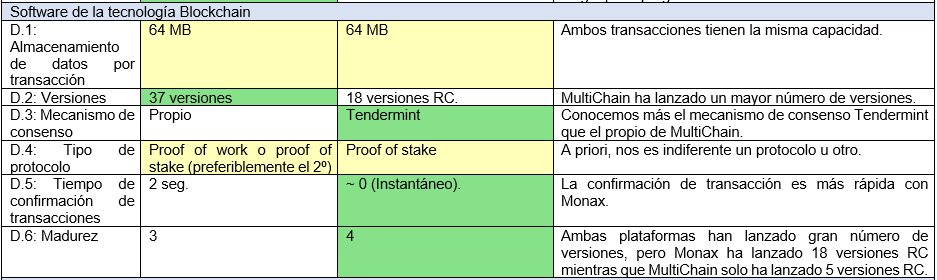 Software de la tecnología Blockchain
D.1: Almacenamiento de datos por transacción
64 MB
64 MB
Ambos transacciones tienen la misma capacidad.
D.2: Versiones
37 versiones
18 versiones RC.
MultiChain ha lanzado un mayor número de versiones.
D.3: Mecanismo de
consenso
Propio
Tendermint
Conocemos más el mecanismo de consenso Tendermint
que el propio de MultiChain.
D.4: Tipo de
protocolo
Proof of work o proof of
stake (preferiblemente el 2º)
Proof of stake
A priori, nos es indiferente un protocolo u otro.
D.5: Tiempo de
confirmación de
transacciones
2 seg.
~ 0 (Instantáneo).
La confirmación de transacción es más rápida con
Monax.
D.6: Madurez
3
4
Ambas plataformas han lanzado gran número de
versiones, pero Monax ha lanzado 18 versiones RC
mientras que MultiChain solo ha lanzado 5 versiones RC.